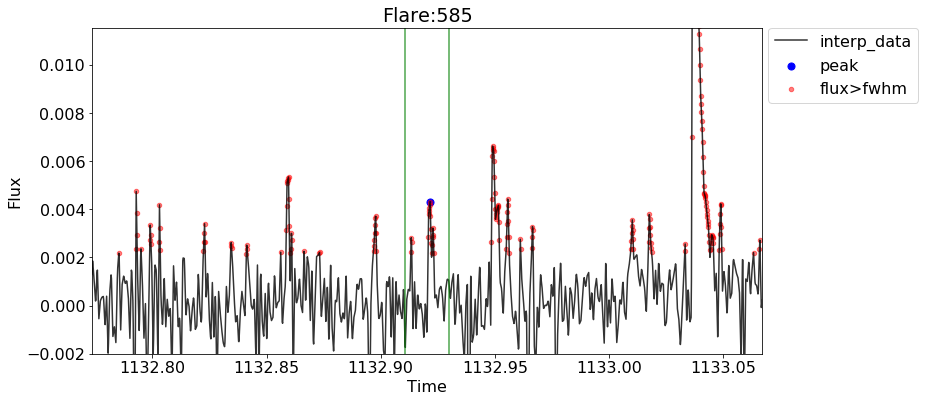 Flare:585
interp_data
peak
flux>fwhm
Flux
0.010
0.008
0.006
0.004
0.002
0.000
−0.002
1132.80 1132.85 1132.90 1132.95 1133.00 1133.05
Time